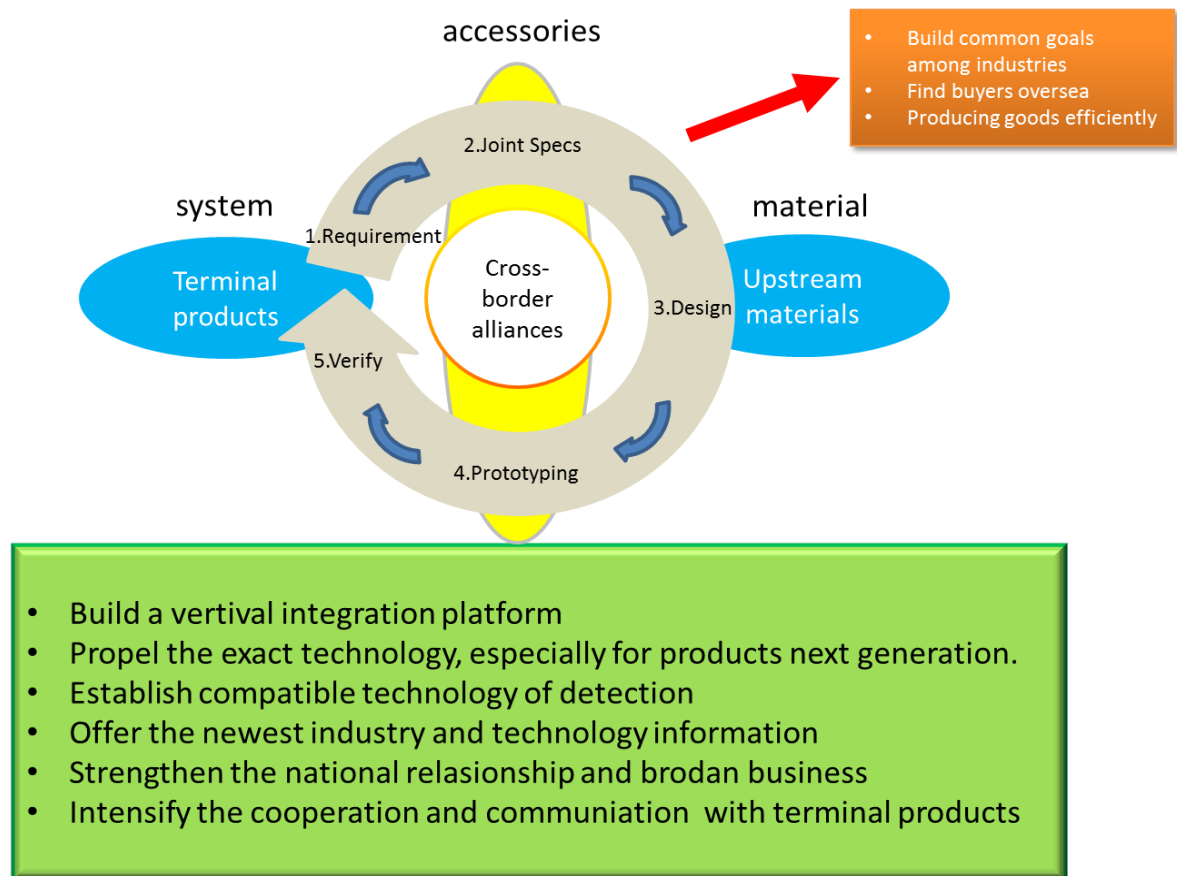 accessories
• Build common goals
among industries
• Find buyers oversea
• Producing goods efficiently
2.Joint Specs
system
material
1.Requirement
Terminal
products
Cross-
border
alliances
3.Design
Upstream
materials
5.Verify
4.Prototyping
• Build a vertival integration platform
• Propel the exact technology, especially for products next generation.
• Establish compatible technology of detection
• Offer the newest industry and technology information
• Strengthen the national relasionship and brodan business
• Intensify the cooperation and communiation  with terminal products